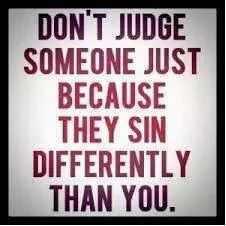 DON'T JUDGE
SOMEONE JUST
BECAUSE
THEY SIN
DIFFERENTLY
THAN YOU.